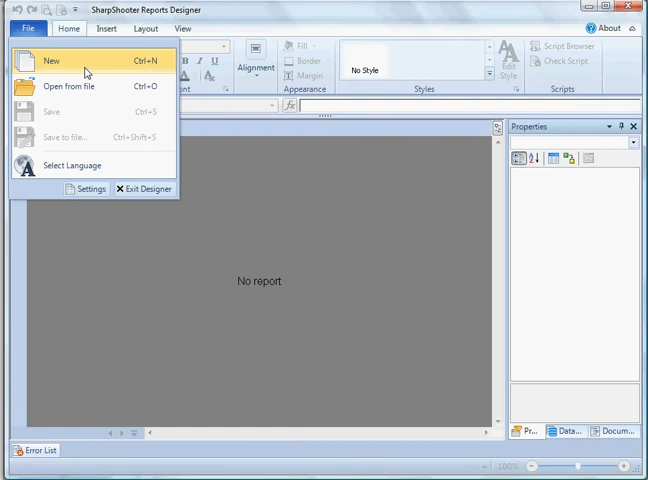 SharpShooter Reports Designer
File Home Insert Layout View About
New Ctrl+N
Open from file Ctrl+O
Save Ctrl+S
Save to file... Ctrl+Shift+S
Select Language
Settings Exit Designer
B I U
A
Alignment
Fill
Border
Margin
Appearance
No Style
Edit
Style
Styles
Script Browser
Check Script
Scripts
fx
Properties
No report
Pr... Data... Docum...
Error List
100%